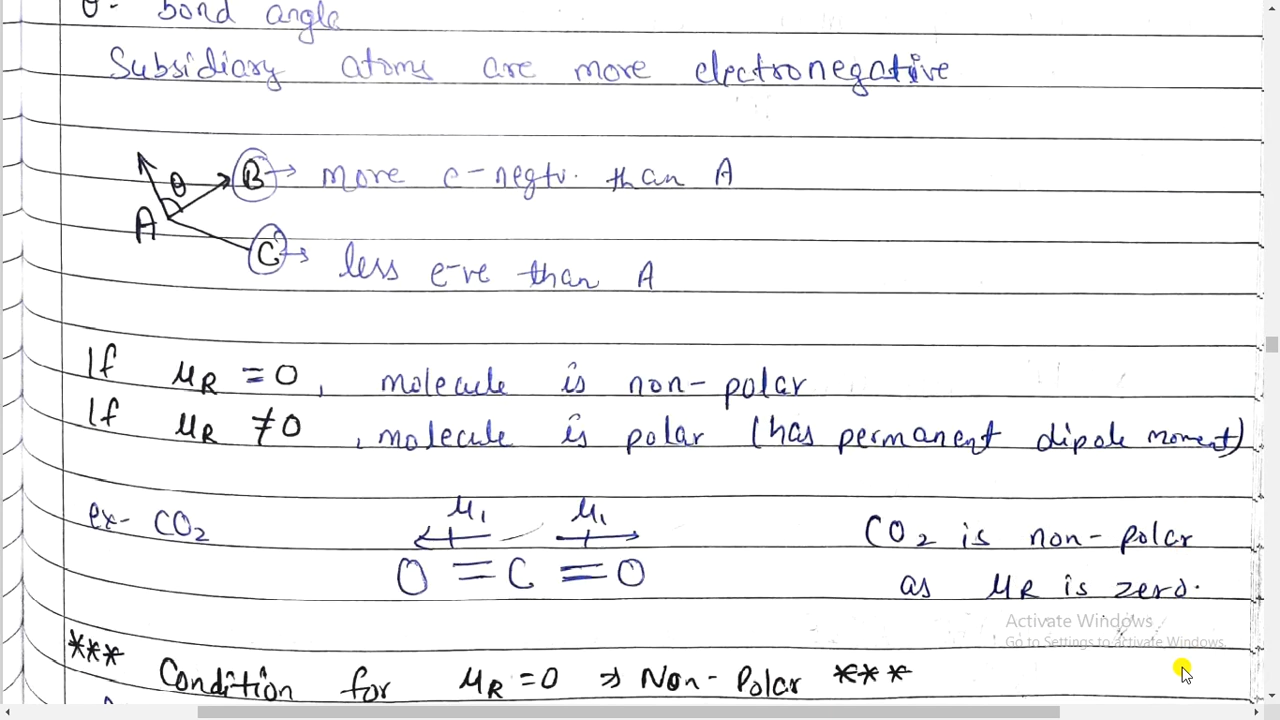 θ- bond angle
Subsidiary atoms are more electronegative
θ B → more e-negtv. than A
A
C → less e-ve than A
If μR = 0, molecule is non-polar
If μR ≠ 0, molecule is polar (has permanent dipole moment)
μ1 μ1
ex- CO2
O = C = O
CO2 is non-polar
as μR is zero.
Activate Windows
Go to Settings to activate Windows.
*** Condition for μR = 0 ⇒ Non-Polar ***